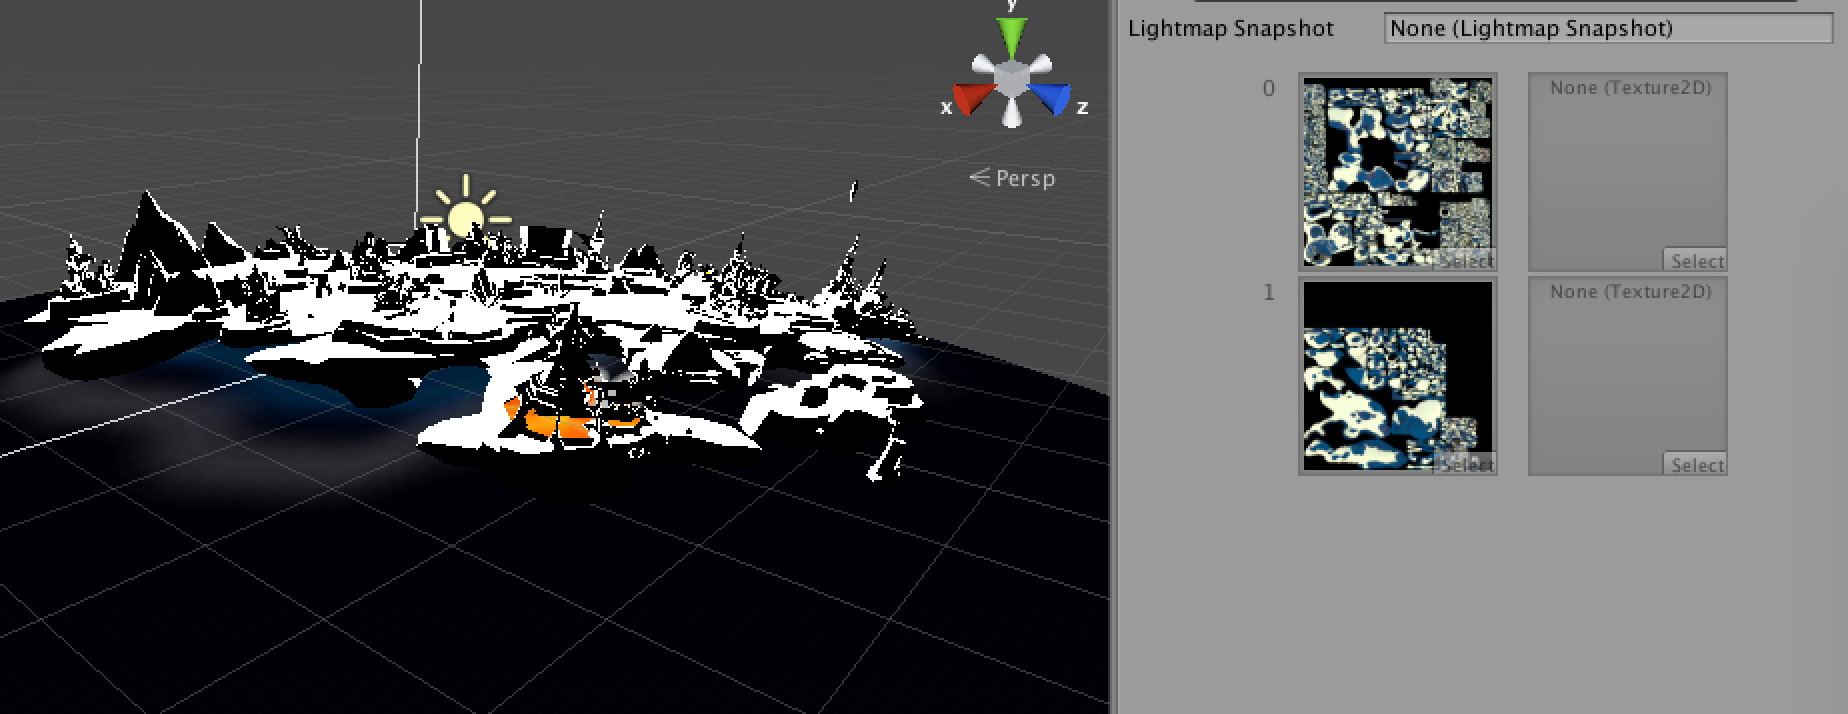 y
x
z
Persp
Lightmap Snapshot
None (Lightmap Snapshot)
0
None (Texture2D)
Select
Select
1
None (Texture2D)
Select
Select